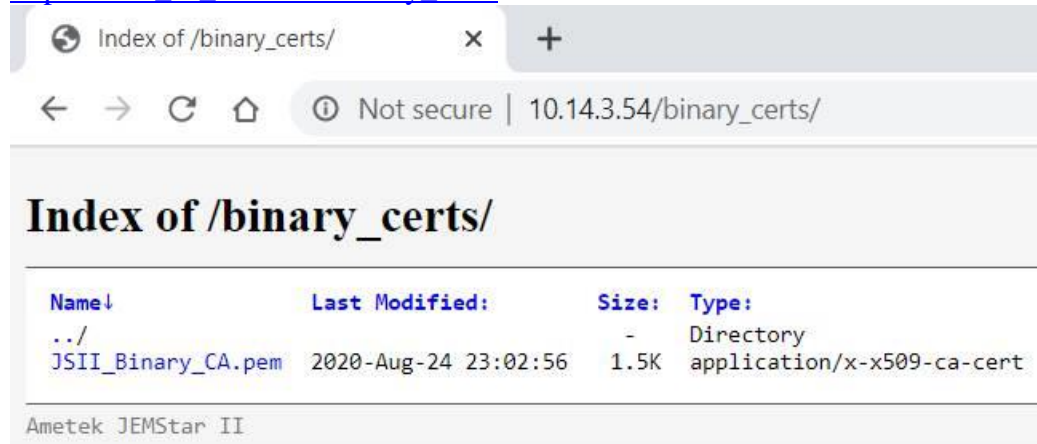 Index of /binary_certs/
Not secure | 10.14.3.54/binary_certs/
Index of /binary_certs/
Name↓ Last Modified: Size: Type:
../ - Directory
JSII_Binary_CA.pem 2020-Aug-24 23:02:56 1.5K application/x-x509-ca-cert
Ametek JEMStar II